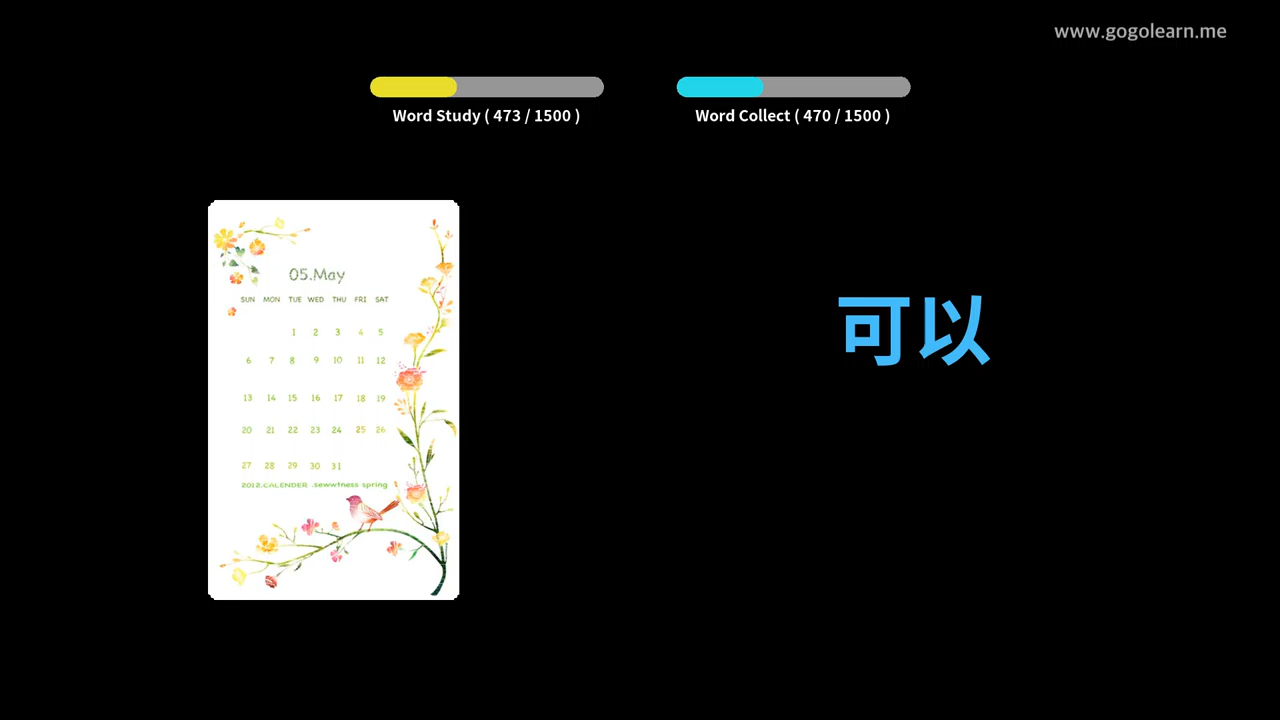 www.gogolearn.me
Word Study ( 473 / 1500 )
Word Collect ( 470 / 1500 )
05.May
SUN MON TUE WED THU FRI SAT
1 2 3 4 5
6 7 8 9 10 11 12
13 14 15 16 17 18 19
20 21 22 23 24 25 26
27 28 29 30 31
2012.CALENDER .sewwtness spring
可以